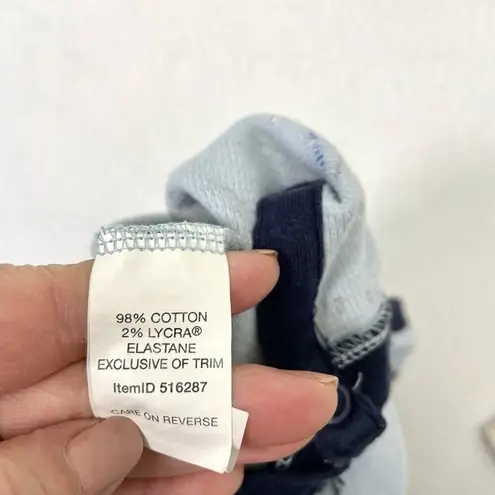 98% COTTON
2% LYCRA®
ELASTANE
EXCLUSIVE OF TRIM
ItemID 516287
CARE ON REVERSE